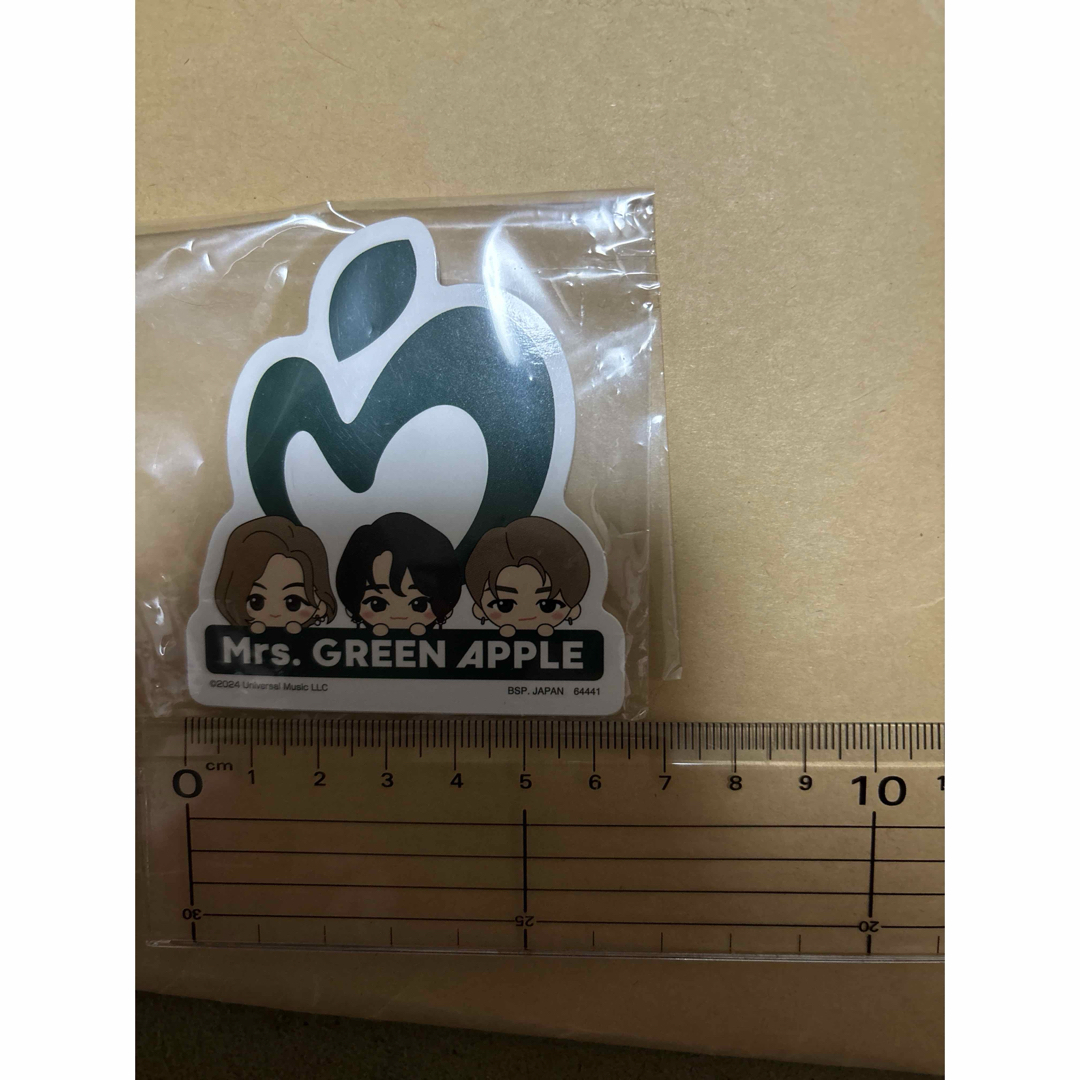 Mrs. GREEN APPLE
©2024 Universal Music LLC
BSP. JAPAN 64441
0 cm 1 2 3 4 5 6 7 8 9 10 1
30 25 20